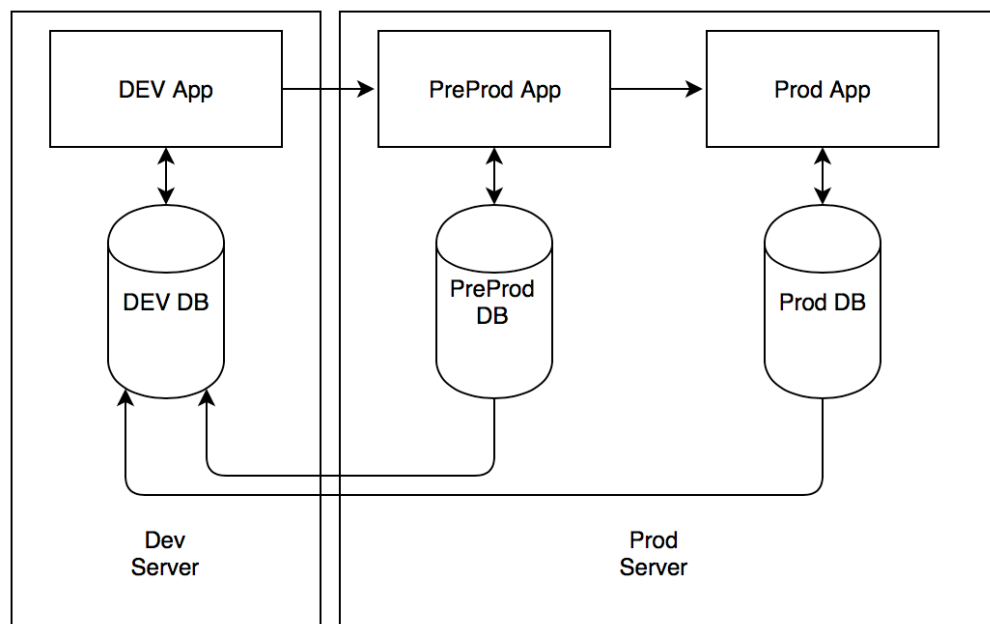 DEV App
PreProd App
Prod App
DEV DB
PreProd
DB
Prod DB
Dev
Server
Prod
Server